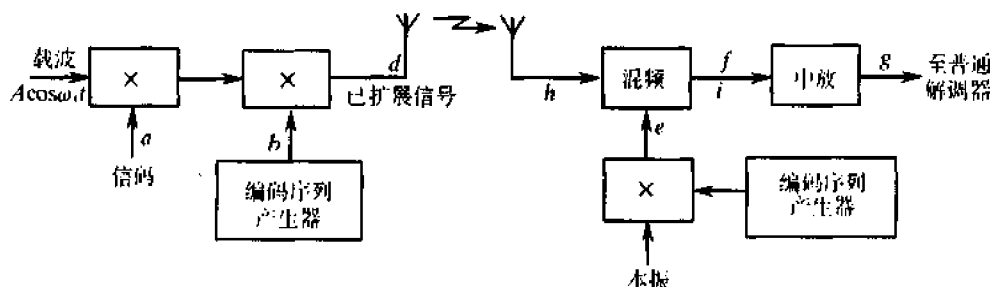 载波
Acosω₁t
×
a
信码
×
b
编码序列
产生器
d
已扩展信号
h
混频
f
i
中放
g
至普通
解调器
e
×
编码序列
产生器
本振